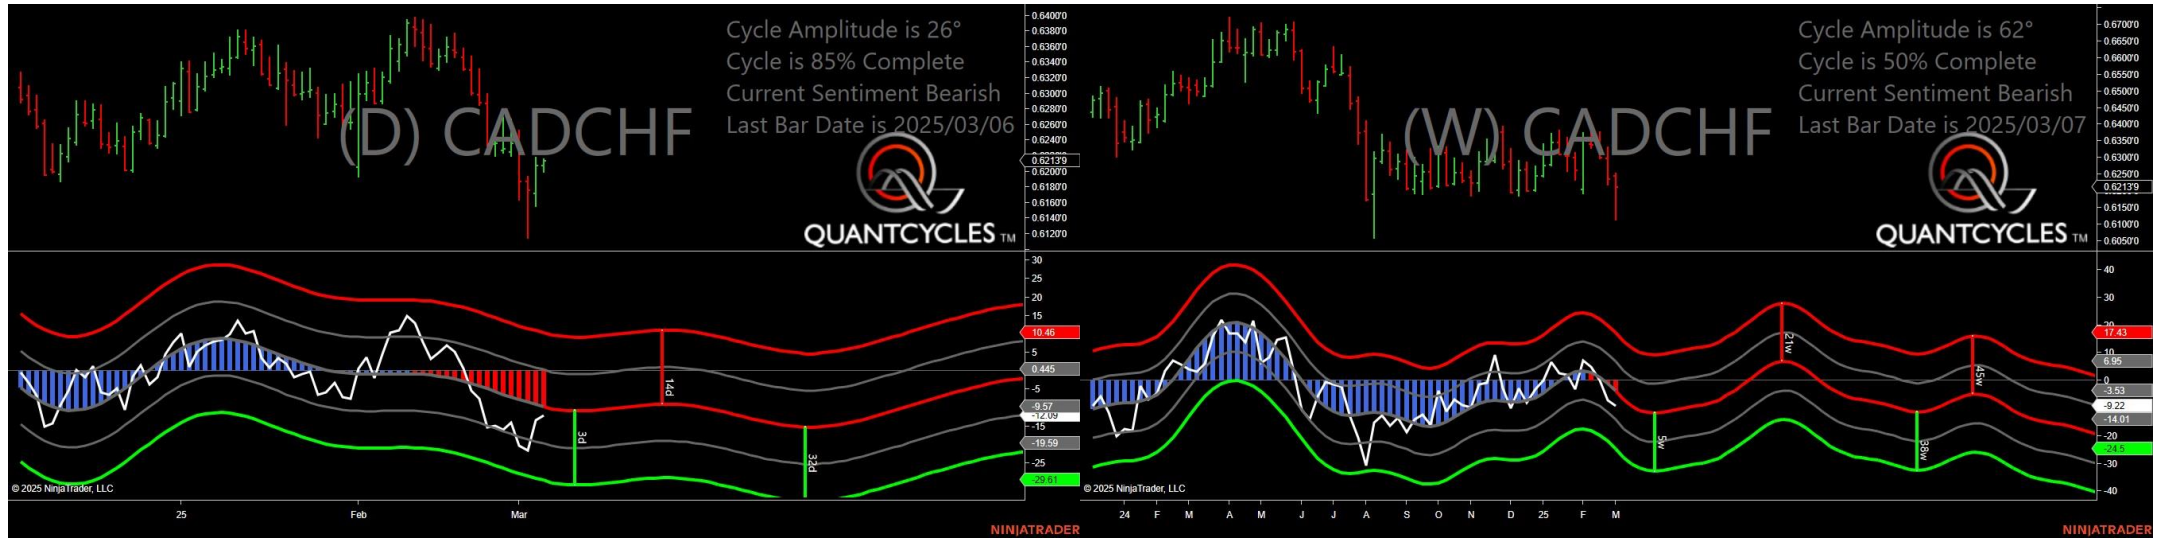 Cycle Amplitude is 26°
Cycle is 85% Complete
Current Sentiment Bearish
Last Bar Date is 2025/03/06
(D) CADCHF
QUANTCYCLES TM
0.6400'0
0.6380'0
0.6360'0
0.6340'0
0.6320'0
0.6300'0
0.6280'0
0.6260'0
0.6240'0
0.6213'9
0.6200'0
0.6180'0
0.6160'0
0.6140'0
0.6120'0
30
25
20
15
10.46
5
0.445
-5
-9.57
-12.09
-15
-19.59
-25
-29.61
14d
3d
32d
© 2025 NinjaTrader, LLC
25 Feb Mar
NINJATRADER
Cycle Amplitude is 62°
Cycle is 50% Complete
Current Sentiment Bearish
Last Bar Date is 2025/03/07
(W) CADCHF
QUANTCYCLES TM
0.6700'0
0.6650'0
0.6600'0
0.6550'0
0.6500'0
0.6450'0
0.6400'0
0.6350'0
0.6300'0
0.6250'0
0.6213'9
0.6150'0
0.6100'0
0.6050'0
40
30
20
17.43
10
6.95
0
-3.53
-9.22
-14.01
-20
-24.5
-30
-40
21w
45w
5w
38w
© 2025 NinjaTrader, LLC
24 F M A M J J A S O N D 25 F M
NINJATRADER